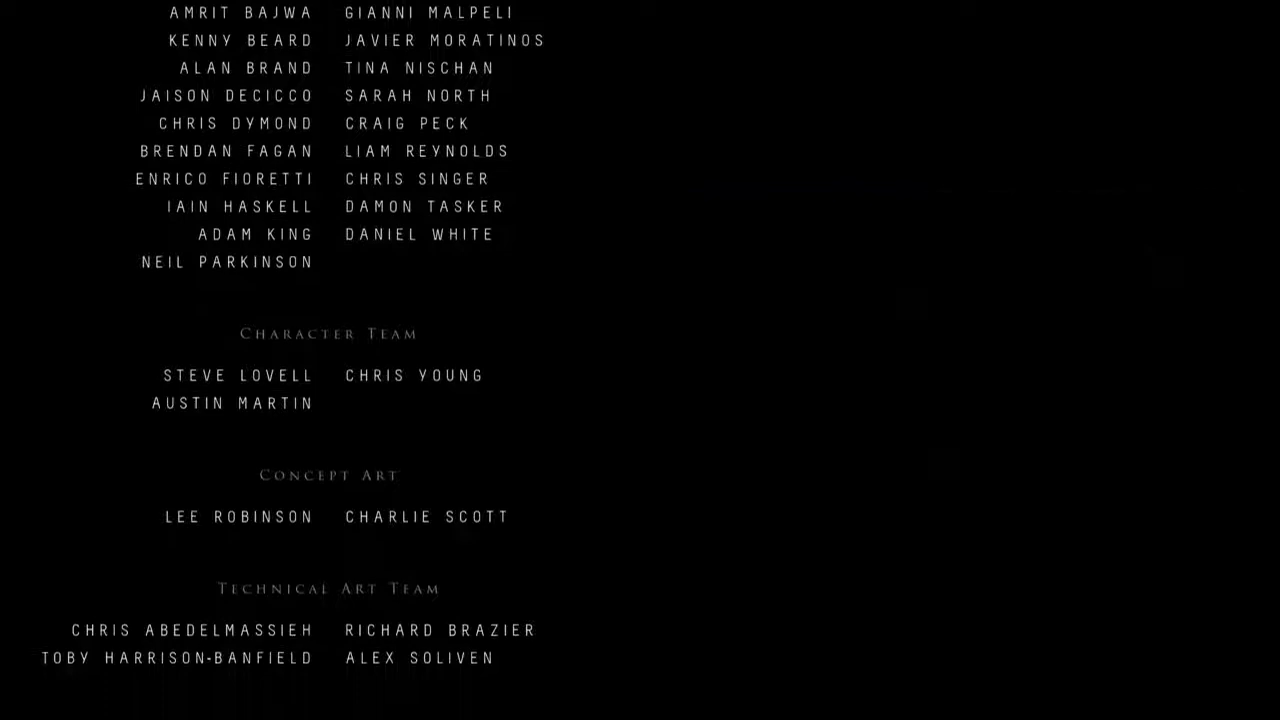 AMRIT BAJWA GIANNI MALPELI
KENNY BEARD JAVIER MORATINOS
ALAN BRAND TINA NISCHAN
JAISON DECICCO SARAH NORTH
CHRIS DYMOND CRAIG PECK
BRENDAN FAGAN LIAM REYNOLDS
ENRICO FIORETTI CHRIS SINGER
IAIN HASKELL DAMON TASKER
ADAM KING DANIEL WHITE
NEIL PARKINSON
CHARACTER TEAM
STEVE LOVELL CHRIS YOUNG
AUSTIN MARTIN
CONCEPT ART
LEE ROBINSON CHARLIE SCOTT
TECHNICAL ART TEAM
CHRIS ABEDELMASSIEH RICHARD BRAZIER
TOBY HARRISON-BANFIELD ALEX SOLIVEN